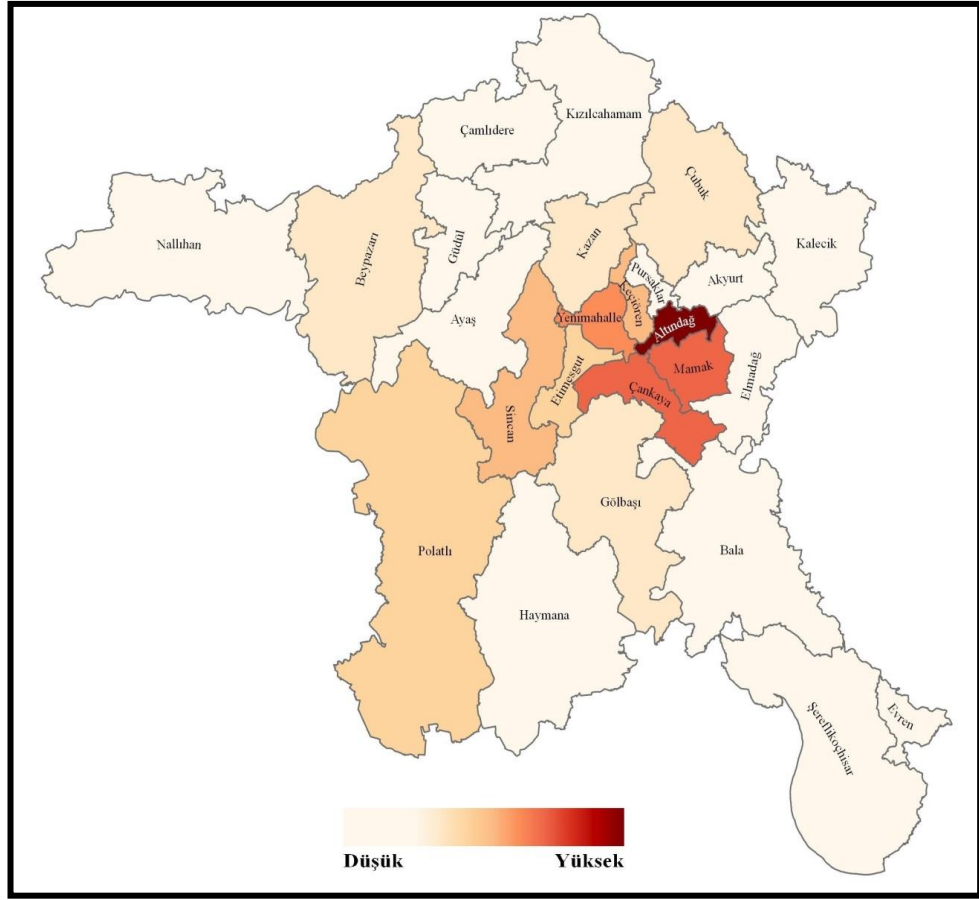 Kızılcahamam
Çamlıdere
Çubuk
Nallıhan
Beypazarı
Güdül
Kazan
Kalecik
Pursaklar
Akyurt
Keçiören
Ayaş
Yenimahalle
Altındağ
Mamak
Elmadağ
Etimesgut
Çankaya
Sincan
Gölbaşı
Polatlı
Bala
Haymana
Evren
Şereflikoçhisar
Düşük
Yüksek